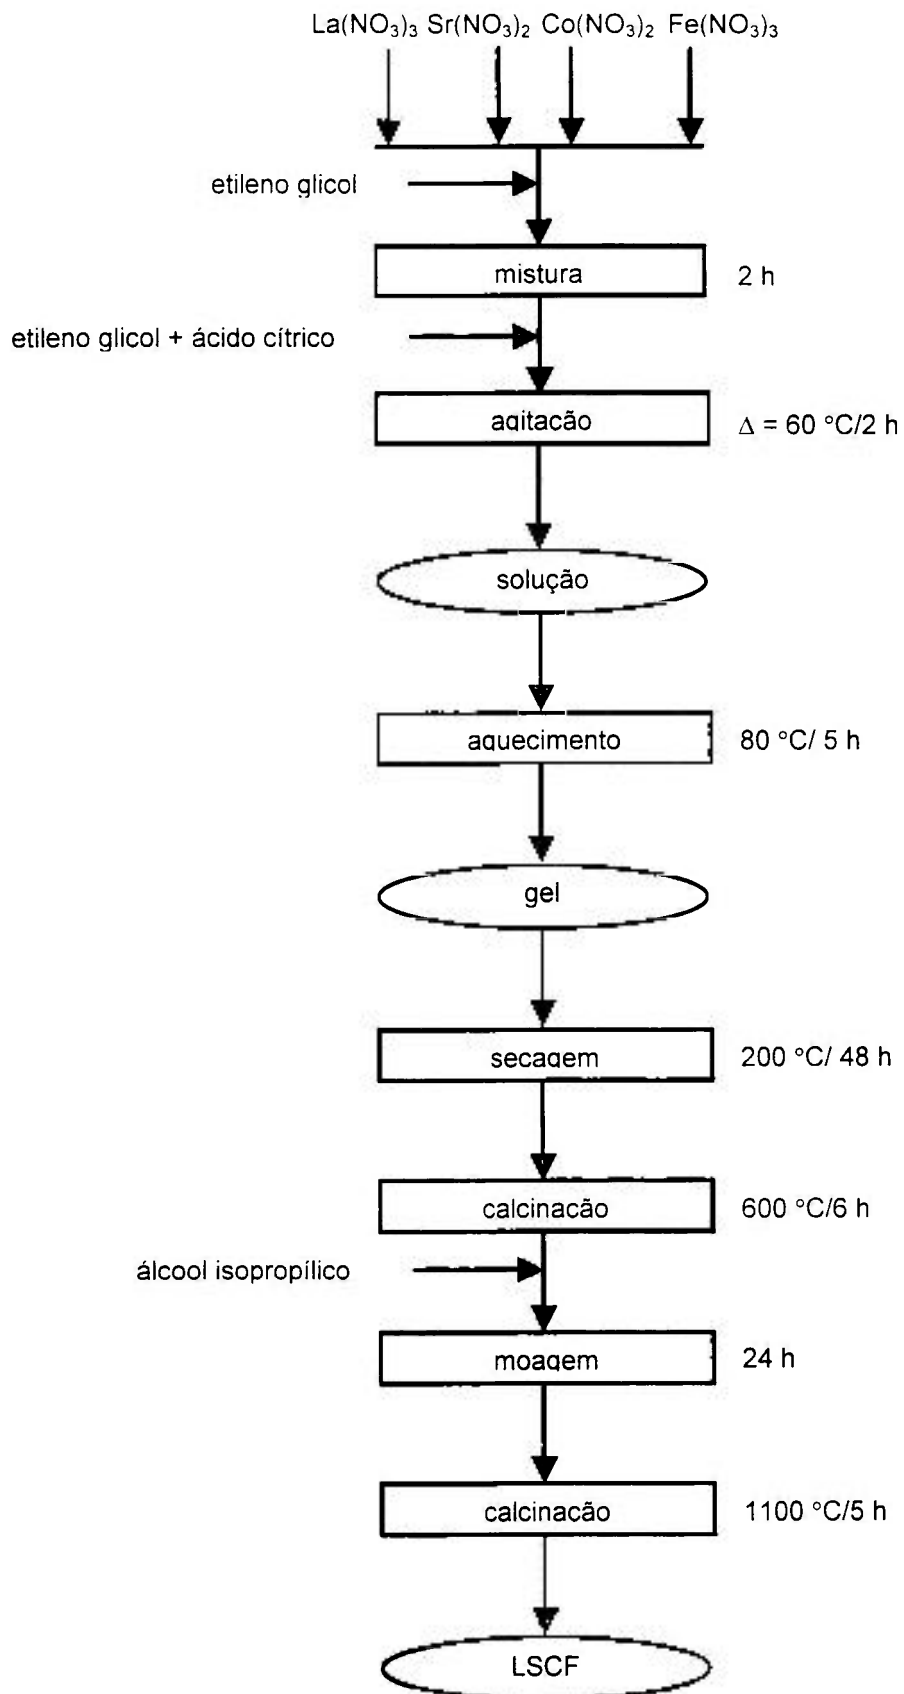 La(NO₃)₃ Sr(NO₃)₂ Co(NO₃)₂ Fe(NO₃)₃
etileno glicol
mistura 2 h
etileno glicol + ácido cítrico
agitação Δ = 60 °C/2 h
solução
aquecimento 80 °C/ 5 h
gel
secagem 200 °C/ 48 h
calcinação 600 °C/6 h
álcool isopropílico
moagem 24 h
calcinação 1100 °C/5 h
LSCF